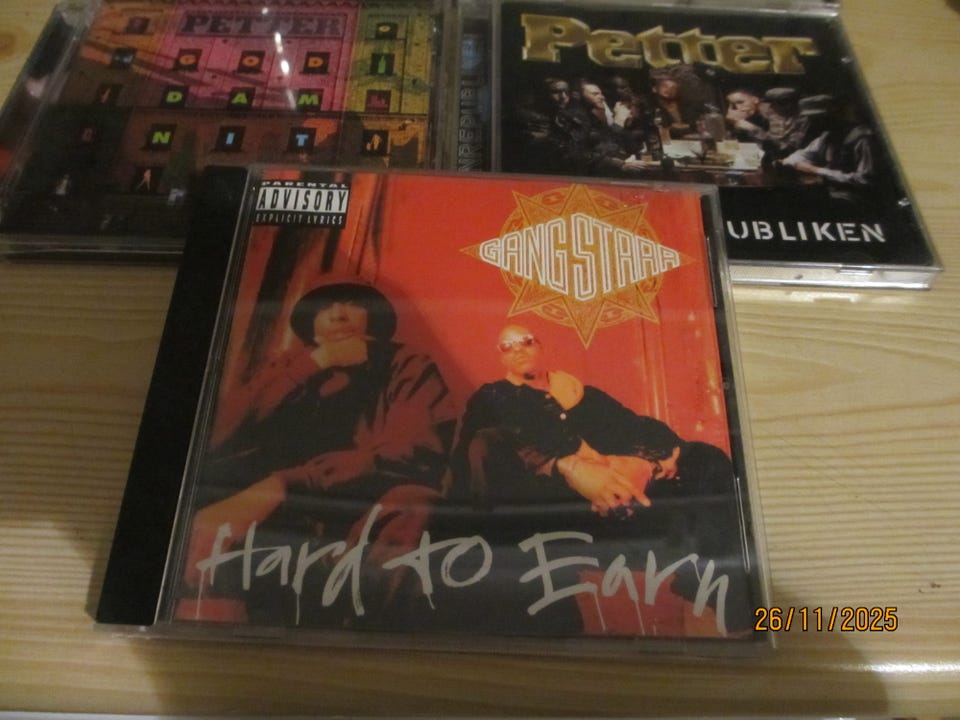 PETTER
GOD
DAM
NIT
Petter
UBLIKEN
PARENTAL
ADVISORY
EXPLICIT LYRICS
GANG STARR
Hard to Earn
26/11/2025